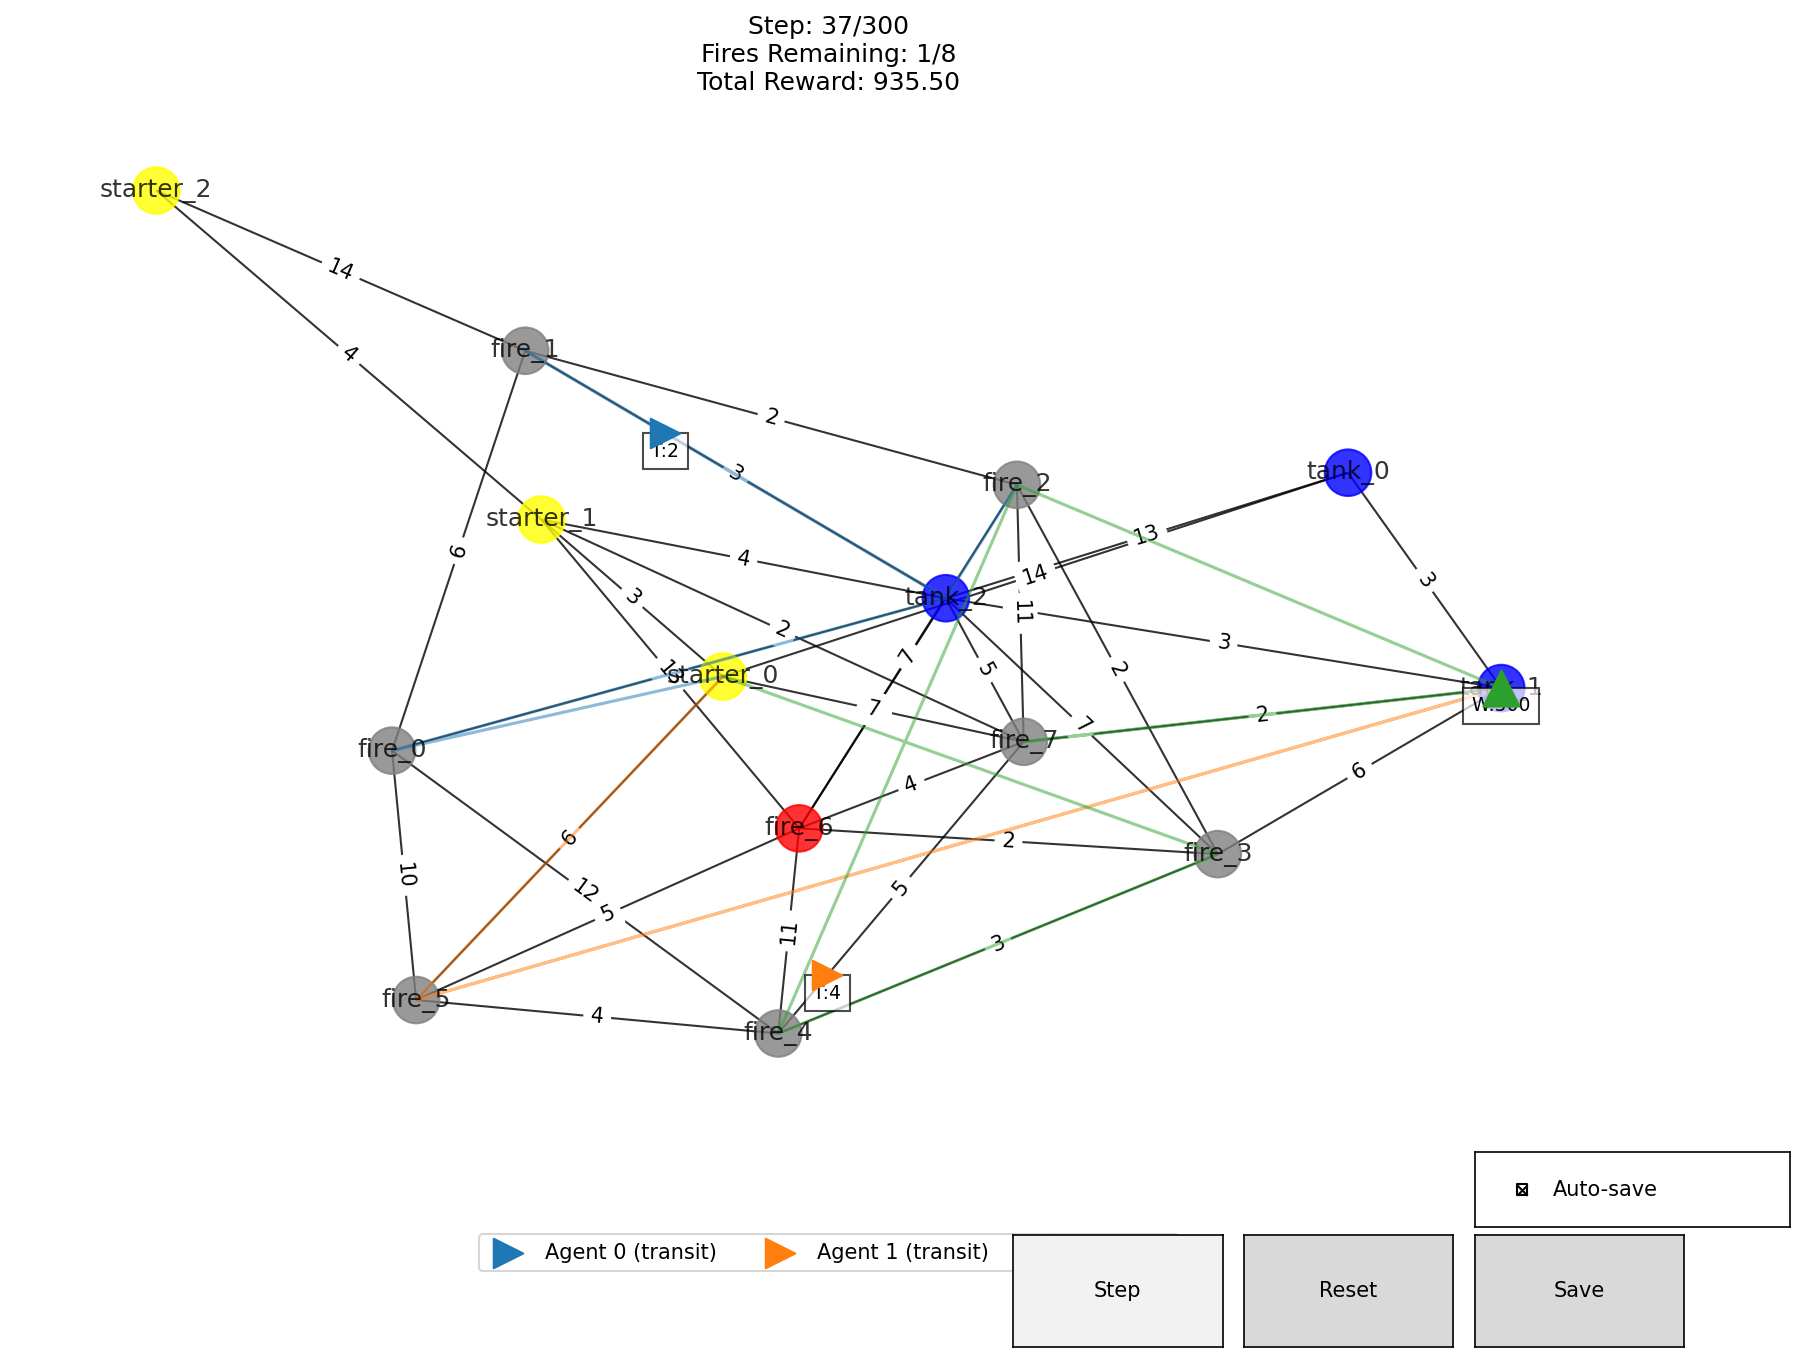 Step: 37/300
Fires Remaining: 1/8
Total Reward: 935.50
starter_2
14
4
fire_1
2
T:2
3
fire_2
tank_0
starter_1
13
6
4
14
3
3
11
tank_2
2
3
7
5
2
starter_0
tank_1
W:300
7
2
7
fire_0
fire_7
4
6
fire_6
6
2
fire_3
10
12
5
5
11
3
T:4
fire_5
4
fire_4
Auto-save
Agent 0 (transit)
Agent 1 (transit)
Step
Reset
Save